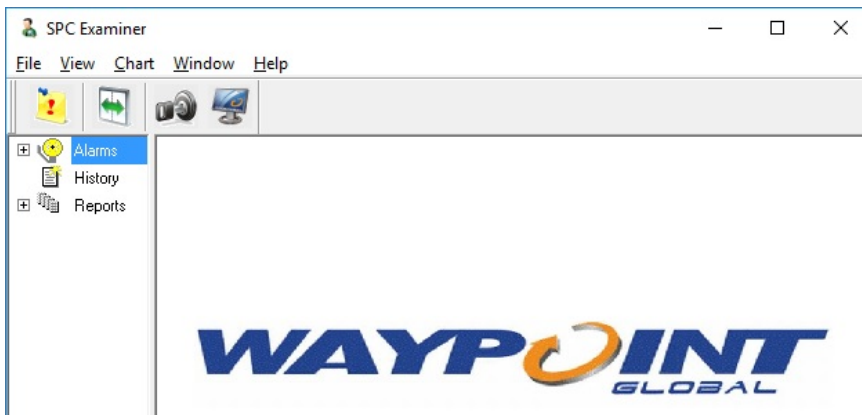 SPC Examiner
File View Chart Window Help
Alarms
History
Reports
WAYPOINT
GLOBAL